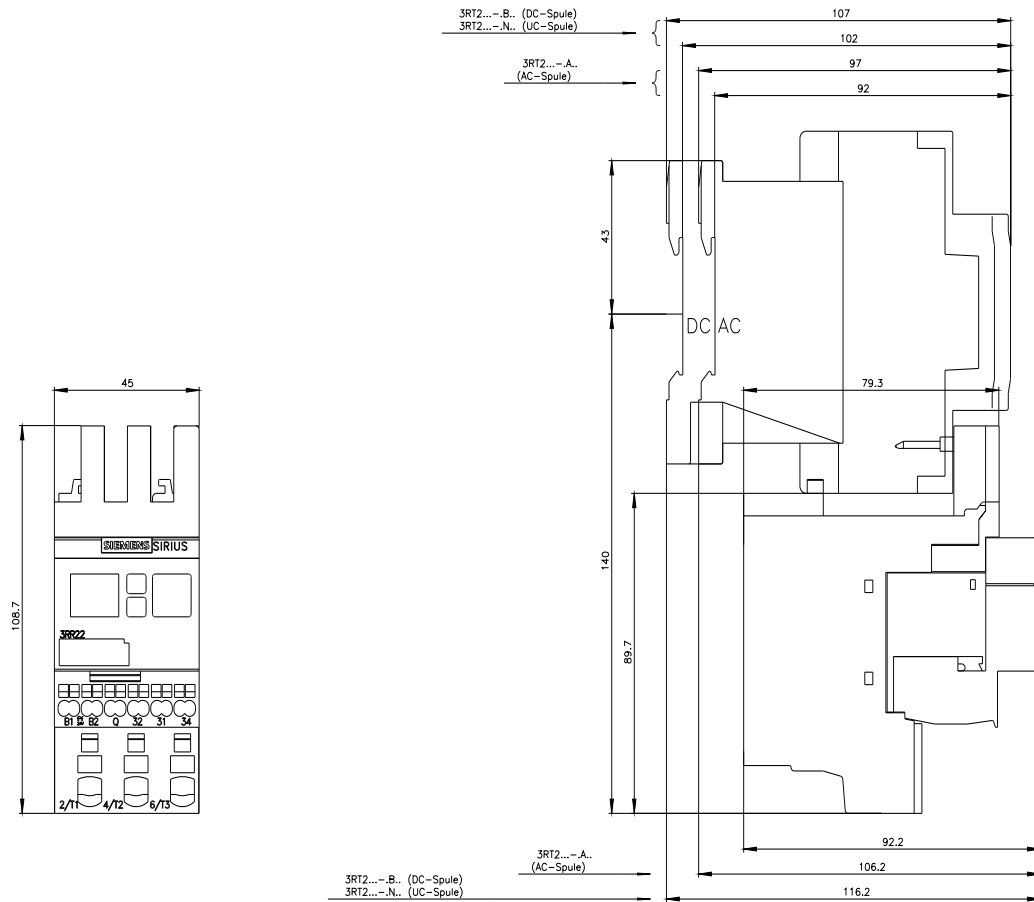 3RT2...-.B.. (DC-Spule)
3RT2...-.N.. (UC-Spule)
107
102
3RT2...-.A..
(AC-Spule)
97
92
43
DC AC
45
79.3
108.7
140
SIEMENS SIRIUS
3RR22
89.7
B1 B2 Q 32 31 34
2/T1 4/T2 6/T3
92.2
3RT2...-.A..
(AC-Spule)
106.2
3RT2...-.B.. (DC-Spule)
3RT2...-.N.. (UC-Spule)
116.2